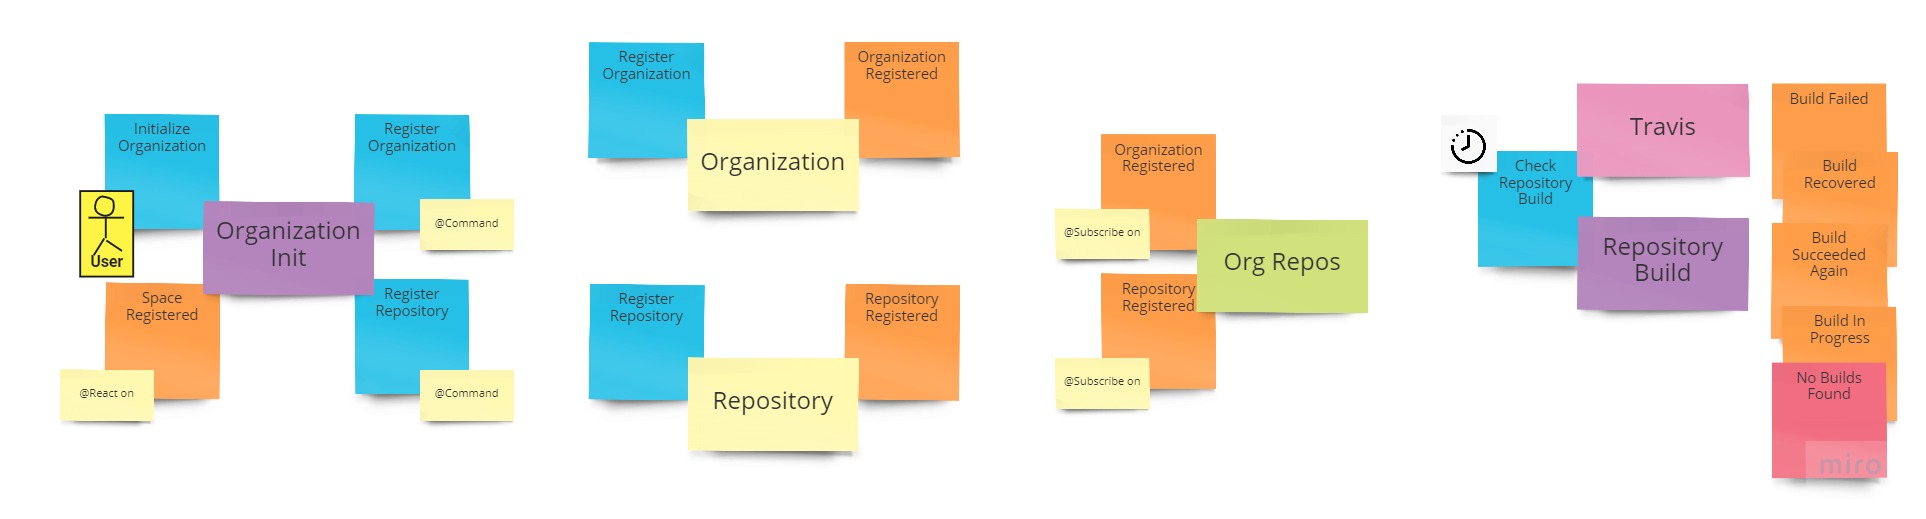 Initialize
Organization
User
Register
Organization
@Command
Organization
Init
Space
Registered
@React on
Register
Repository
@Command
Register
Organization
Organization
Registered
Organization
Register
Repository
Repository
Registered
Repository
Organization
Registered
@Subscribe on
Org Repos
Repository
Registered
@Subscribe on
Travis
Check
Repository
Build
Repository
Build
Build Failed
Build
Recovered
Build
Succeeded
Again
Build In
Progress
No Builds
Found
miro